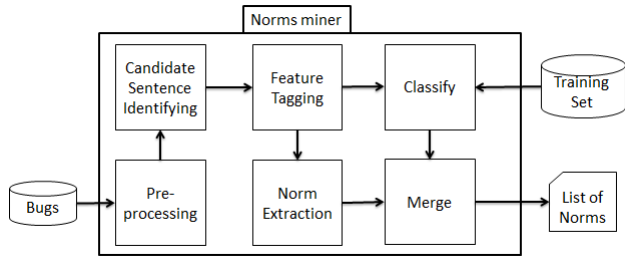 Norms miner
Candidate
Sentence
Identifying
Feature
Tagging
Classify
Training
Set
Bugs
Pre-
processing
Norm
Extraction
Merge
List of
Norms